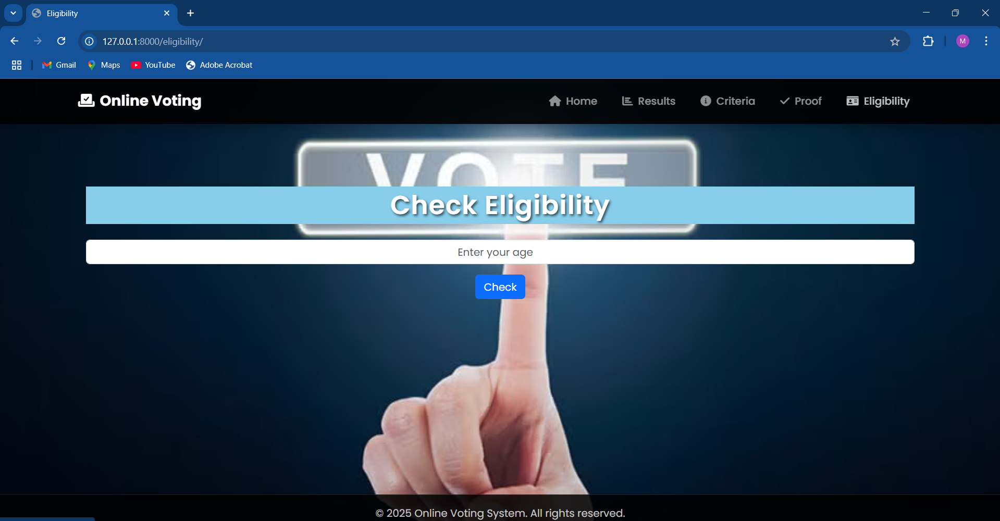 Eligibility
127.0.0.1:8000/eligibility/
M
Gmail Maps YouTube Adobe Acrobat
Online Voting Home Results Criteria Proof Eligibility
VOTE
Check Eligibility
Enter your age
Check
© 2025 Online Voting System. All rights reserved.